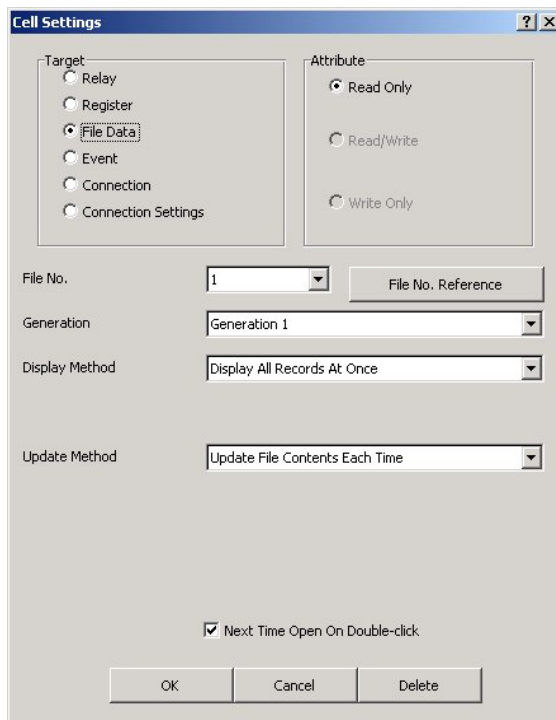 Cell Settings
Target
Relay
Register
File Data
Event
Connection
Connection Settings
Attribute
Read Only
Read/Write
Write Only
File No.
1
File No. Reference
Generation
Generation 1
Display Method
Display All Records At Once
Update Method
Update File Contents Each Time
Next Time Open On Double-click
OK
Cancel
Delete